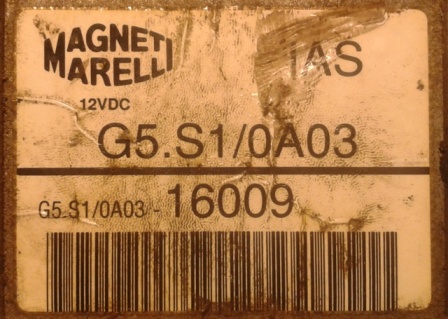 MAGNETI
MARELLI
iAS
12VDC
G5.S1/0A03
G5.S1/0A03 - 16009